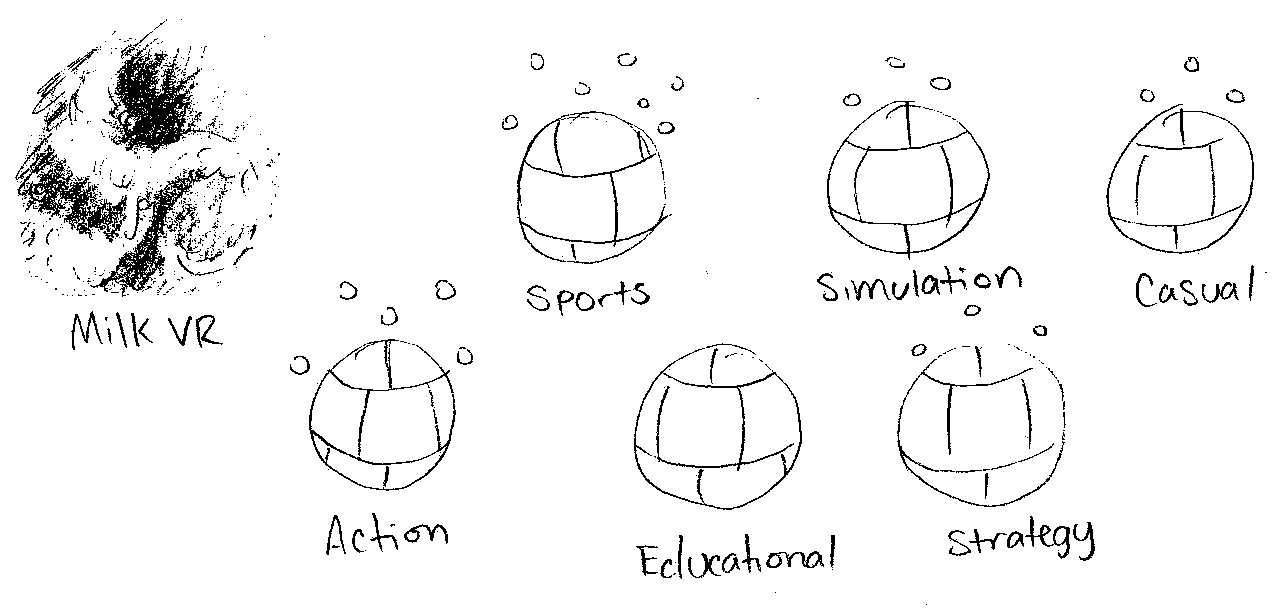 Sports
Simulation
Casual
Milk VR
Action
Educational
Strategy